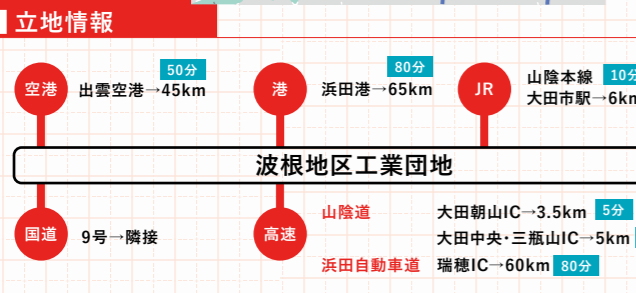 立地情報
空港
出雲空港→45km
50分
港
浜田港→65km
80分
JR
山陰本線
大田市駅→6km
10分
波根地区工業団地
国道
9号→隣接
高速
山陰道
大田朝山IC→3.5km
5分
大田中央・三瓶山IC→5km
浜田自動車道
瑞穂IC→60km
80分